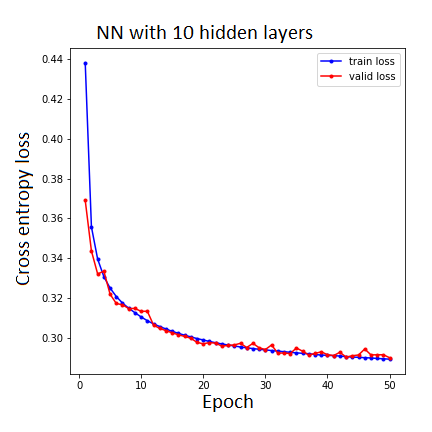 NN with 10 hidden layers
train loss
valid loss
Cross entropy loss
0.44
0.42
0.40
0.38
0.36
0.34
0.32
0.30
0 10 20 30 40 50
Epoch